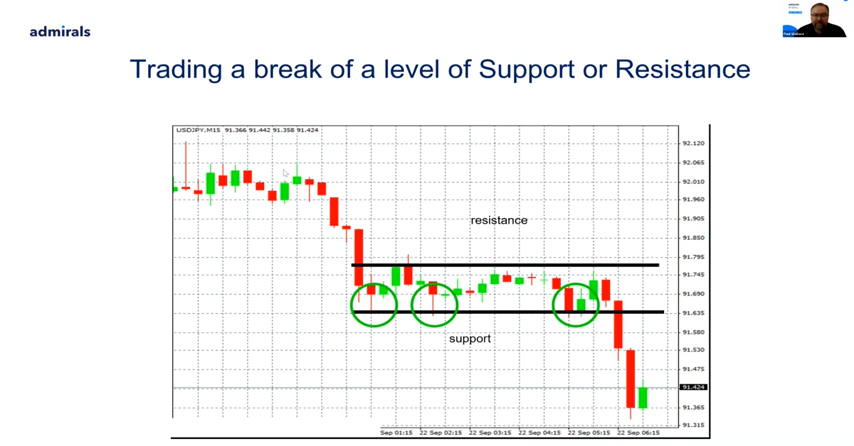 admirals
Trading a break of a level of Support or Resistance
USDJPY,M15 91.366 91.442 91.358 91.424
92.120
92.065
92.010
91.960
91.905
resistance
91.850
91.795
91.745
91.690
91.635
support
91.580
91.530
91.475
91.424
91.365
91.315
Sep 01:15 22 Sep 02:15 22 Sep 03:15 22 Sep 04:15 22 Sep 05:15 22 Sep 06:15